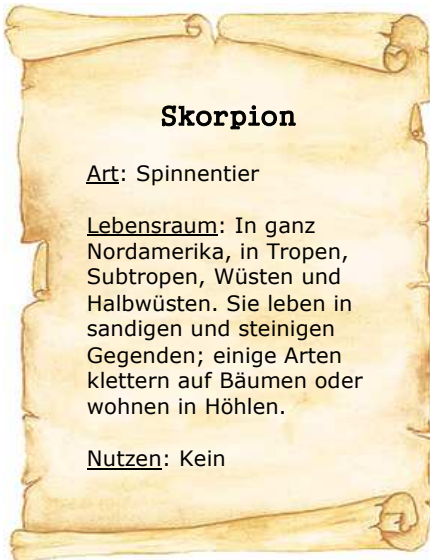 Skorpion
Art: Spinnentier
Lebensraum: In ganz
Nordamerika, in Tropen,
Subtropen, Wüsten und
Halbwüsten. Sie leben in
sandigen und steinigen
Gegenden; einige Arten
klettern auf Bäumen oder
wohnen in Höhlen.
Nutzen: Kein